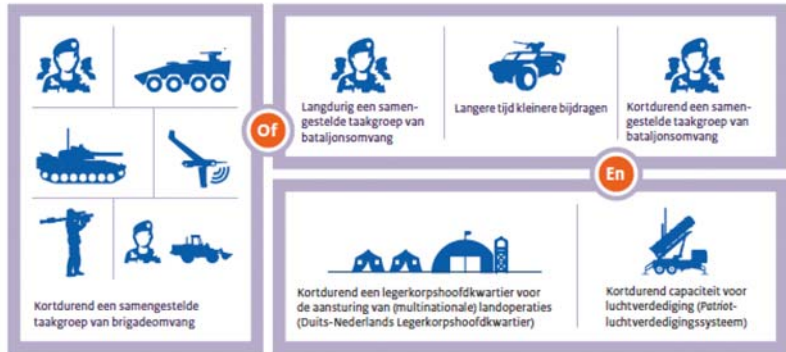 Kortdurend een samengestelde
taakgroep van brigadeomvang
Of
Langdurig een samen-
gestelde taakgroep van
bataljonsomvang
Langere tijd kleinere bijdragen
Kortdurend een samen-
gestelde taakgroep van
bataljonsomvang
En
Kortdurend een legerkorpshoofdkwartier voor
de aansturing van (multinationale) landoperaties
(Duits-Nederlands Legerkorpshoofdkwartier)
Kortdurend capaciteit voor
luchtverdediging (Patriot-
luchtverdedigingssysteem)